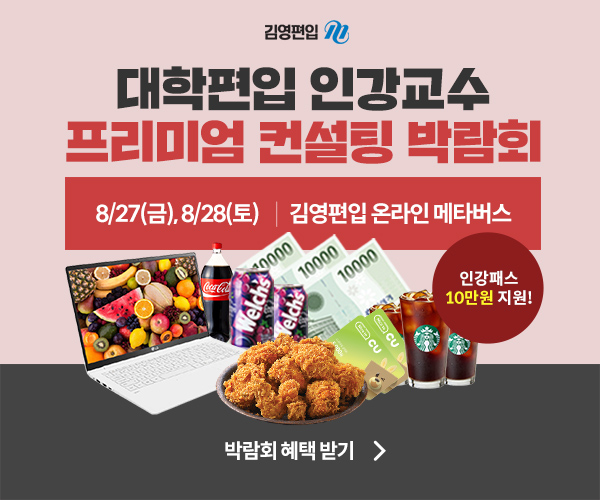 김영편입
대학편입 인강교수
프리미엄 컨설팅 박람회
8/27(금), 8/28(토) 김영편입 온라인 메타버스
인강패스
10만원 지원!
10000
10000
10000
Coca-Cola
Welch's
Welch's
CU
CU
LG
박람회 혜택 받기